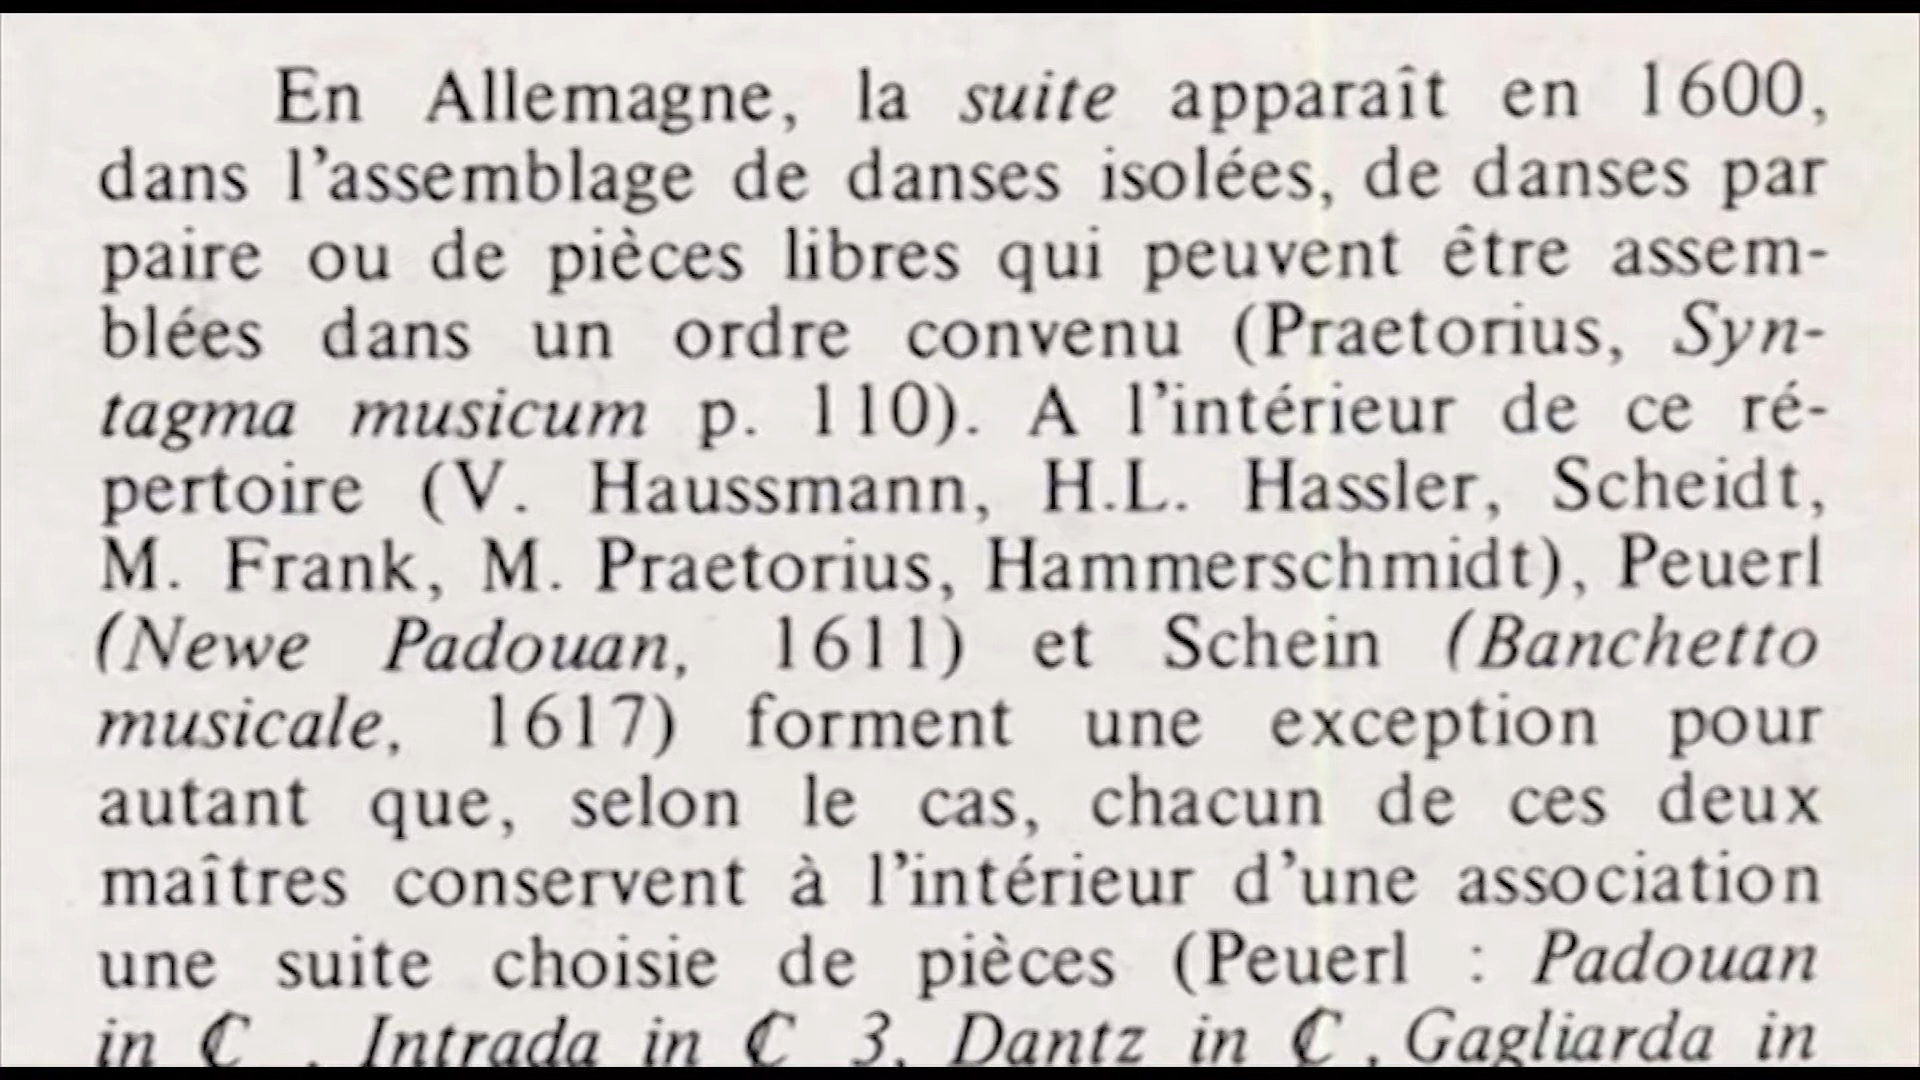 En Allemagne, la suite apparaît en 1600,
dans l'assemblage de danses isolées, de danses par
paire ou de pièces libres qui peuvent être assem-
blées dans un ordre convenu (Praetorius, Syn-
tagma musicum p. 110). A l'intérieur de ce ré-
pertoire (V. Haussmann, H.L. Hassler, Scheidt,
M. Frank, M. Praetorius, Hammerschmidt), Peuerl
(Newe Padouan, 1611) et Schein (Banchetto
musicale, 1617) forment une exception pour
autant que, selon le cas, chacun de ces deux
maîtres conservent à l'intérieur d'une association
une suite choisie de pièces (Peuerl : Padouan
in ₵ , Intrada in ₵ 3, Dantz in ₵ , Gagliarda in